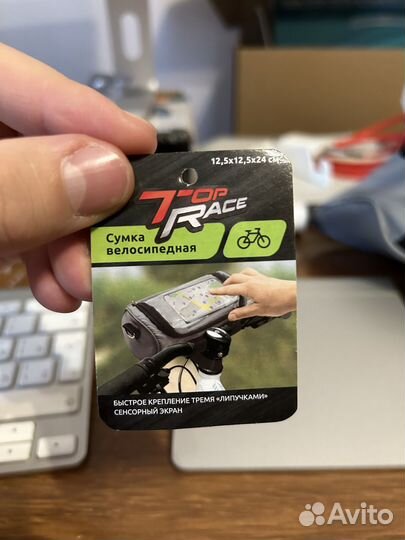 12,5x12,5x24 см
TOP
RACE
Сумка
велосипедная
БЫСТРОЕ КРЕПЛЕНИЕ ТРЕМЯ «ЛИПУЧКАМИ»
СЕНСОРНЫЙ ЭКРАН
Avito